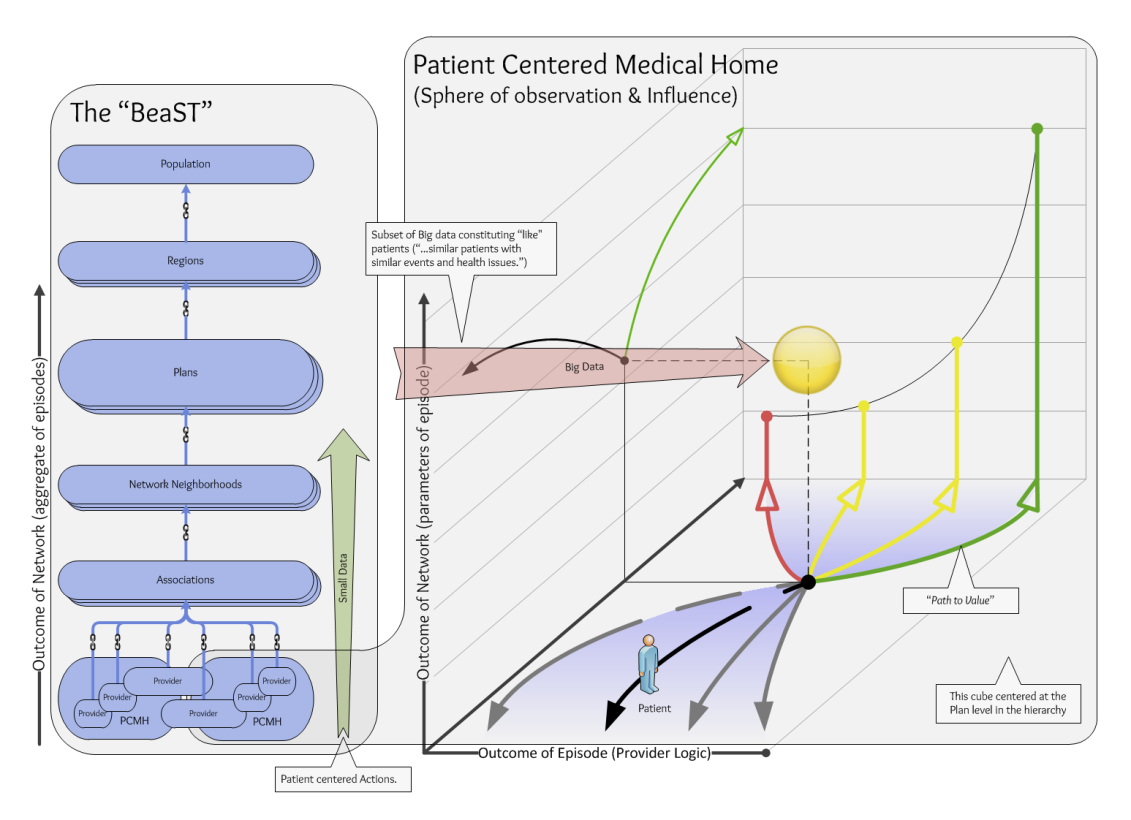 The “BeaST”
Population
Regions
Plans
Network Neighborhoods
Associations
Provider
Provider
Provider
Provider
Provider
Provider
PCMH
PCMH
Outcome of Network (aggregate of episodes)
Small Data
Patient centered Actions.
Patient Centered Medical Home
(Sphere of observation & Influence)
Subset of Big data constituting “like”
patients (“...similar patients with
similar events and health issues.”)
Big Data
Outcome of Network (parameters of episode)
“Path to Value”
Patient
This cube centered at the
Plan level in the hierarchy
Outcome of Episode (Provider Logic)